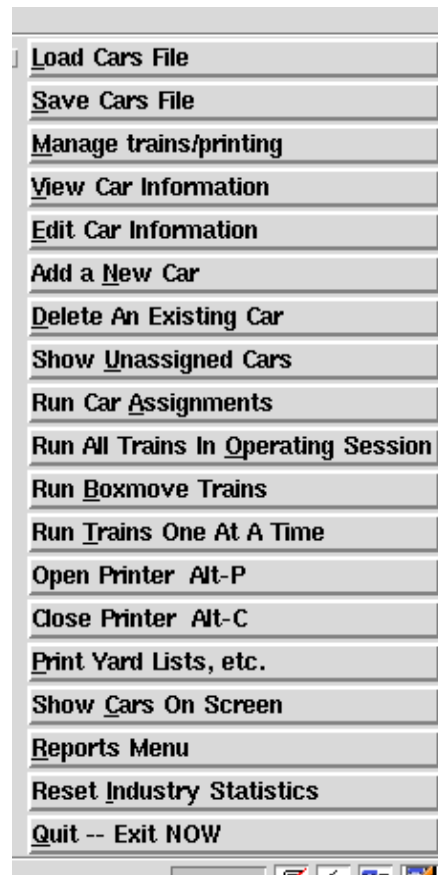 Load Cars File
Save Cars File
Manage trains/printing
View Car Information
Edit Car Information
Add a New Car
Delete An Existing Car
Show Unassigned Cars
Run Car Assignments
Run All Trains In Operating Session
Run Boxmove Trains
Run Trains One At A Time
Open Printer Alt-P
Close Printer Alt-C
Print Yard Lists, etc.
Show Cars On Screen
Reports Menu
Reset Industry Statistics
Quit -- Exit NOW